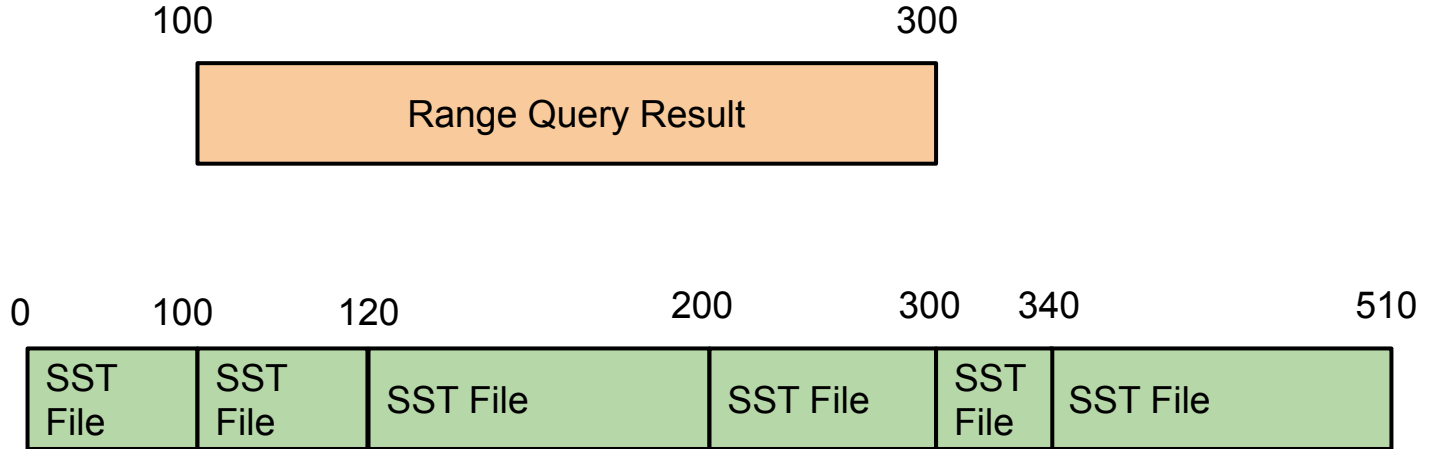 100 300
Range Query Result
0 100 120 200 300 340 510
SST
File
SST
File
SST File
SST File
SST
File
SST File